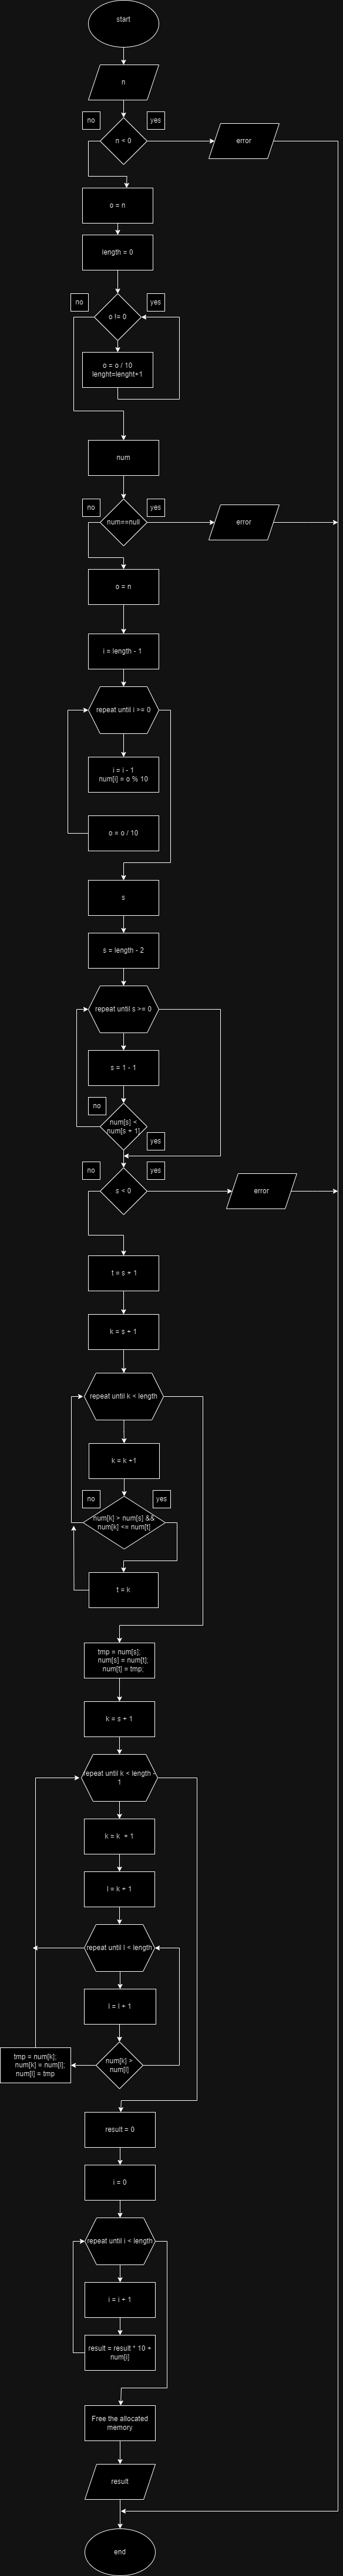 start
n
no
yes
n < 0
error
o = n
length = 0
no
yes
o != 0
o = o / 10
lenght=lenght+1
num
no
yes
num==null
error
o = n
i = length - 1
repeat until i >= 0
i = i - 1
num[i] = o % 10
o = o / 10
s
s = length - 2
repeat until s >= 0
s = 1 - 1
no
num[s] <
num[s + 1]
yes
no
yes
s < 0
error
t = s + 1
k = s + 1
repeat until k < length
k = k +1
no
yes
num[k] > num[s] &&
num[k] <= num[t]
t = k
tmp = num[s];
num[s] = num[t];
num[t] = tmp;
k = s + 1
repeat until k < length -
1
k = k + 1
l = k + 1
repeat until l < length
l = l + 1
tmp = num[k];
num[k] = num[l];
num[l] = tmp
num[k] >
num[l]
result = 0
i = 0
repeat until i < length
i = i + 1
result = result * 10 +
num[i]
Free the allocated
memory
result
end